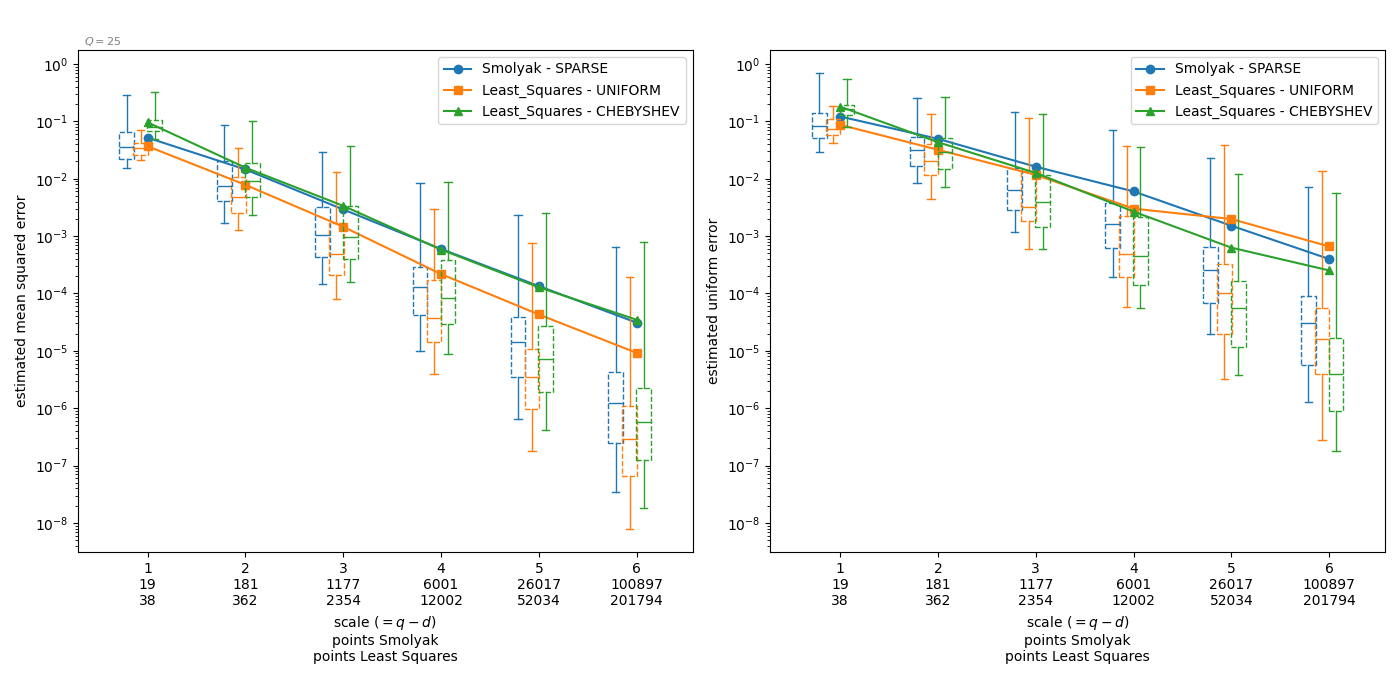 Q = 25
10^0
10^-1
10^-2
10^-3
10^-4
10^-5
10^-6
10^-7
10^-8
estimated mean squared error
Smolyak - SPARSE
Least_Squares - UNIFORM
Least_Squares - CHEBYSHEV
1 2 3 4 5 6
19 181 1177 6001 26017 100897
38 362 2354 12002 52034 201794
scale (= q − d)
points Smolyak
points Least Squares
10^0
10^-1
10^-2
10^-3
10^-4
10^-5
10^-6
10^-7
10^-8
estimated uniform error
Smolyak - SPARSE
Least_Squares - UNIFORM
Least_Squares - CHEBYSHEV
1 2 3 4 5 6
19 181 1177 6001 26017 100897
38 362 2354 12002 52034 201794
scale (= q − d)
points Smolyak
points Least Squares